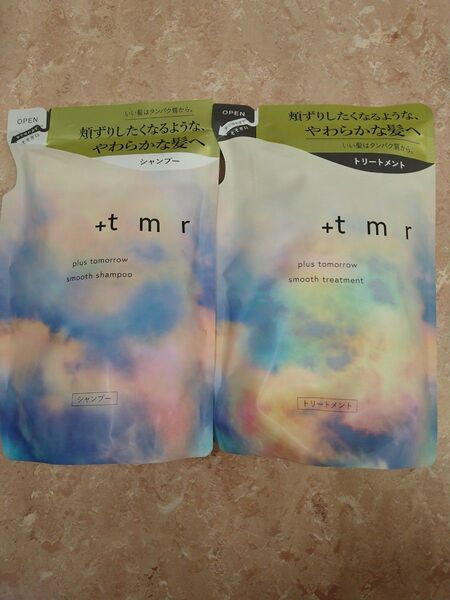 OPEN
いい髪はタンパク質から。
頬ずりしたくなるような、
やわらかな髪へ
シャンプー
+t m r
plus tomorrow
smooth shampoo
シャンプー
OPEN
頬ずりしたくなるような、
やわらかな髪へ
いい髪はタンパク質から。
トリートメント
+t m r
plus tomorrow
smooth treatment
トリートメント